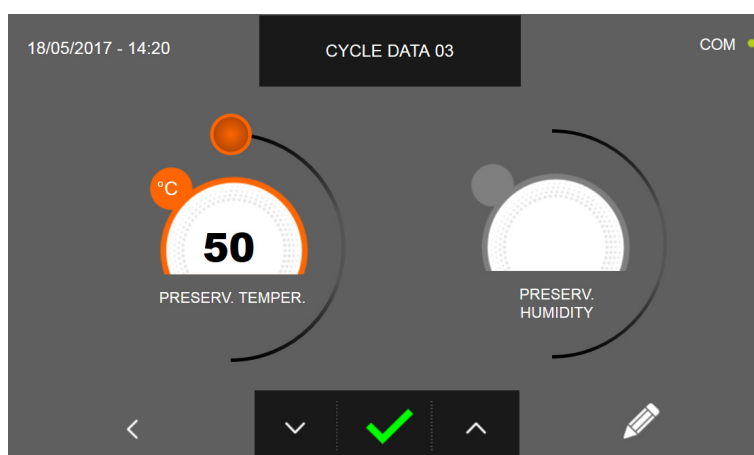 18/05/2017 - 14:20
CYCLE DATA 03
COM
°C
50
PRESERV. TEMPER.
PRESERV.
HUMIDITY